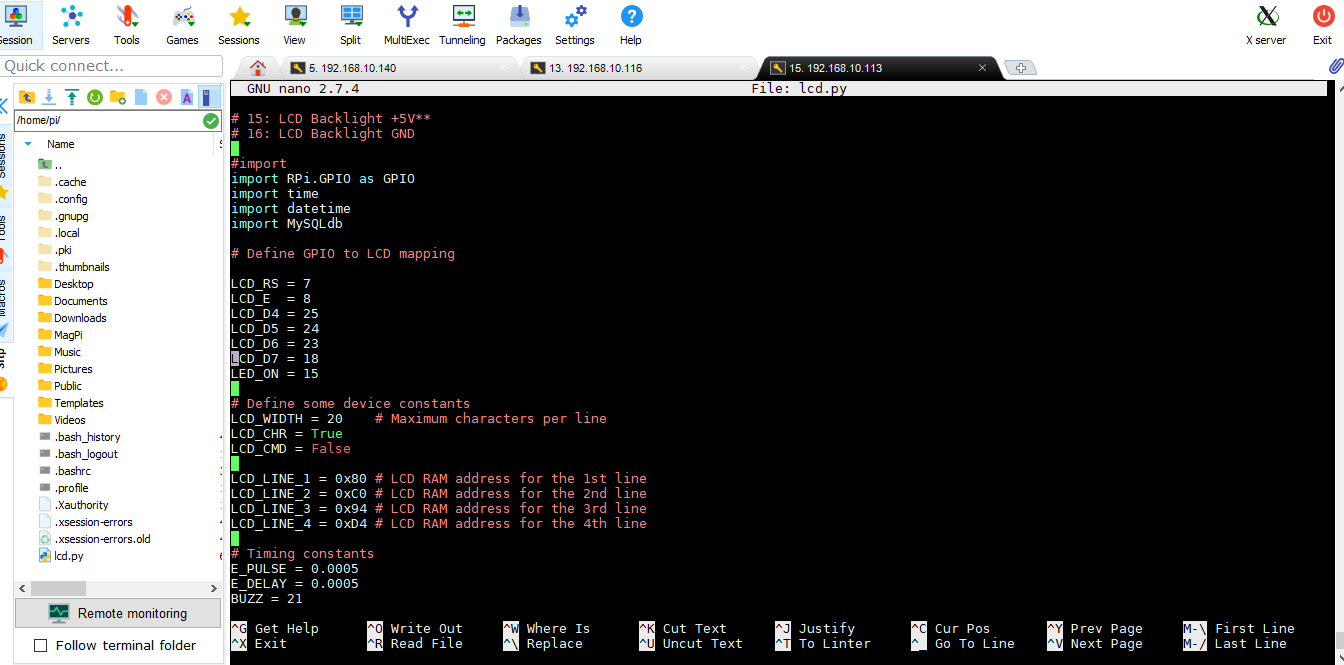 Session Servers Tools Games Sessions View Split MultiExec Tunneling Packages Settings Help X server Exit
Quick connect...
5. 192.168.10.140
13. 192.168.10.116
15. 192.168.10.113
/home/pi/
Name
..
.cache
.config
.gnupg
.local
.pki
.thumbnails
Desktop
Documents
Downloads
MagPi
Music
Pictures
Public
Templates
Videos
.bash_history
.bash_logout
.bashrc
.profile
.Xauthority
.xsession-errors
.xsession-errors.old
lcd.py
Remote monitoring
Follow terminal folder
Sessions
Tools
Macros
Sftp
GNU nano 2.7.4 File: lcd.py
# 15: LCD Backlight +5V**
# 16: LCD Backlight GND
#import
import RPi.GPIO as GPIO
import time
import datetime
import MySQLdb
# Define GPIO to LCD mapping
LCD_RS = 7
LCD_E  = 8
LCD_D4 = 25
LCD_D5 = 24
LCD_D6 = 23
LCD_D7 = 18
LED_ON = 15
# Define some device constants
LCD_WIDTH = 20    # Maximum characters per line
LCD_CHR = True
LCD_CMD = False
LCD_LINE_1 = 0x80 # LCD RAM address for the 1st line
LCD_LINE_2 = 0xC0 # LCD RAM address for the 2nd line
LCD_LINE_3 = 0x94 # LCD RAM address for the 3rd line
LCD_LINE_4 = 0xD4 # LCD RAM address for the 4th line
# Timing constants
E_PULSE = 0.0005
E_DELAY = 0.0005
BUZZ = 21
^G Get Help ^O Write Out ^W Where Is ^K Cut Text ^J Justify ^C Cur Pos ^Y Prev Page M-\ First Line
^X Exit ^R Read File ^\ Replace ^U Uncut Text ^T To Linter ^_ Go To Line ^V Next Page M-/ Last Line